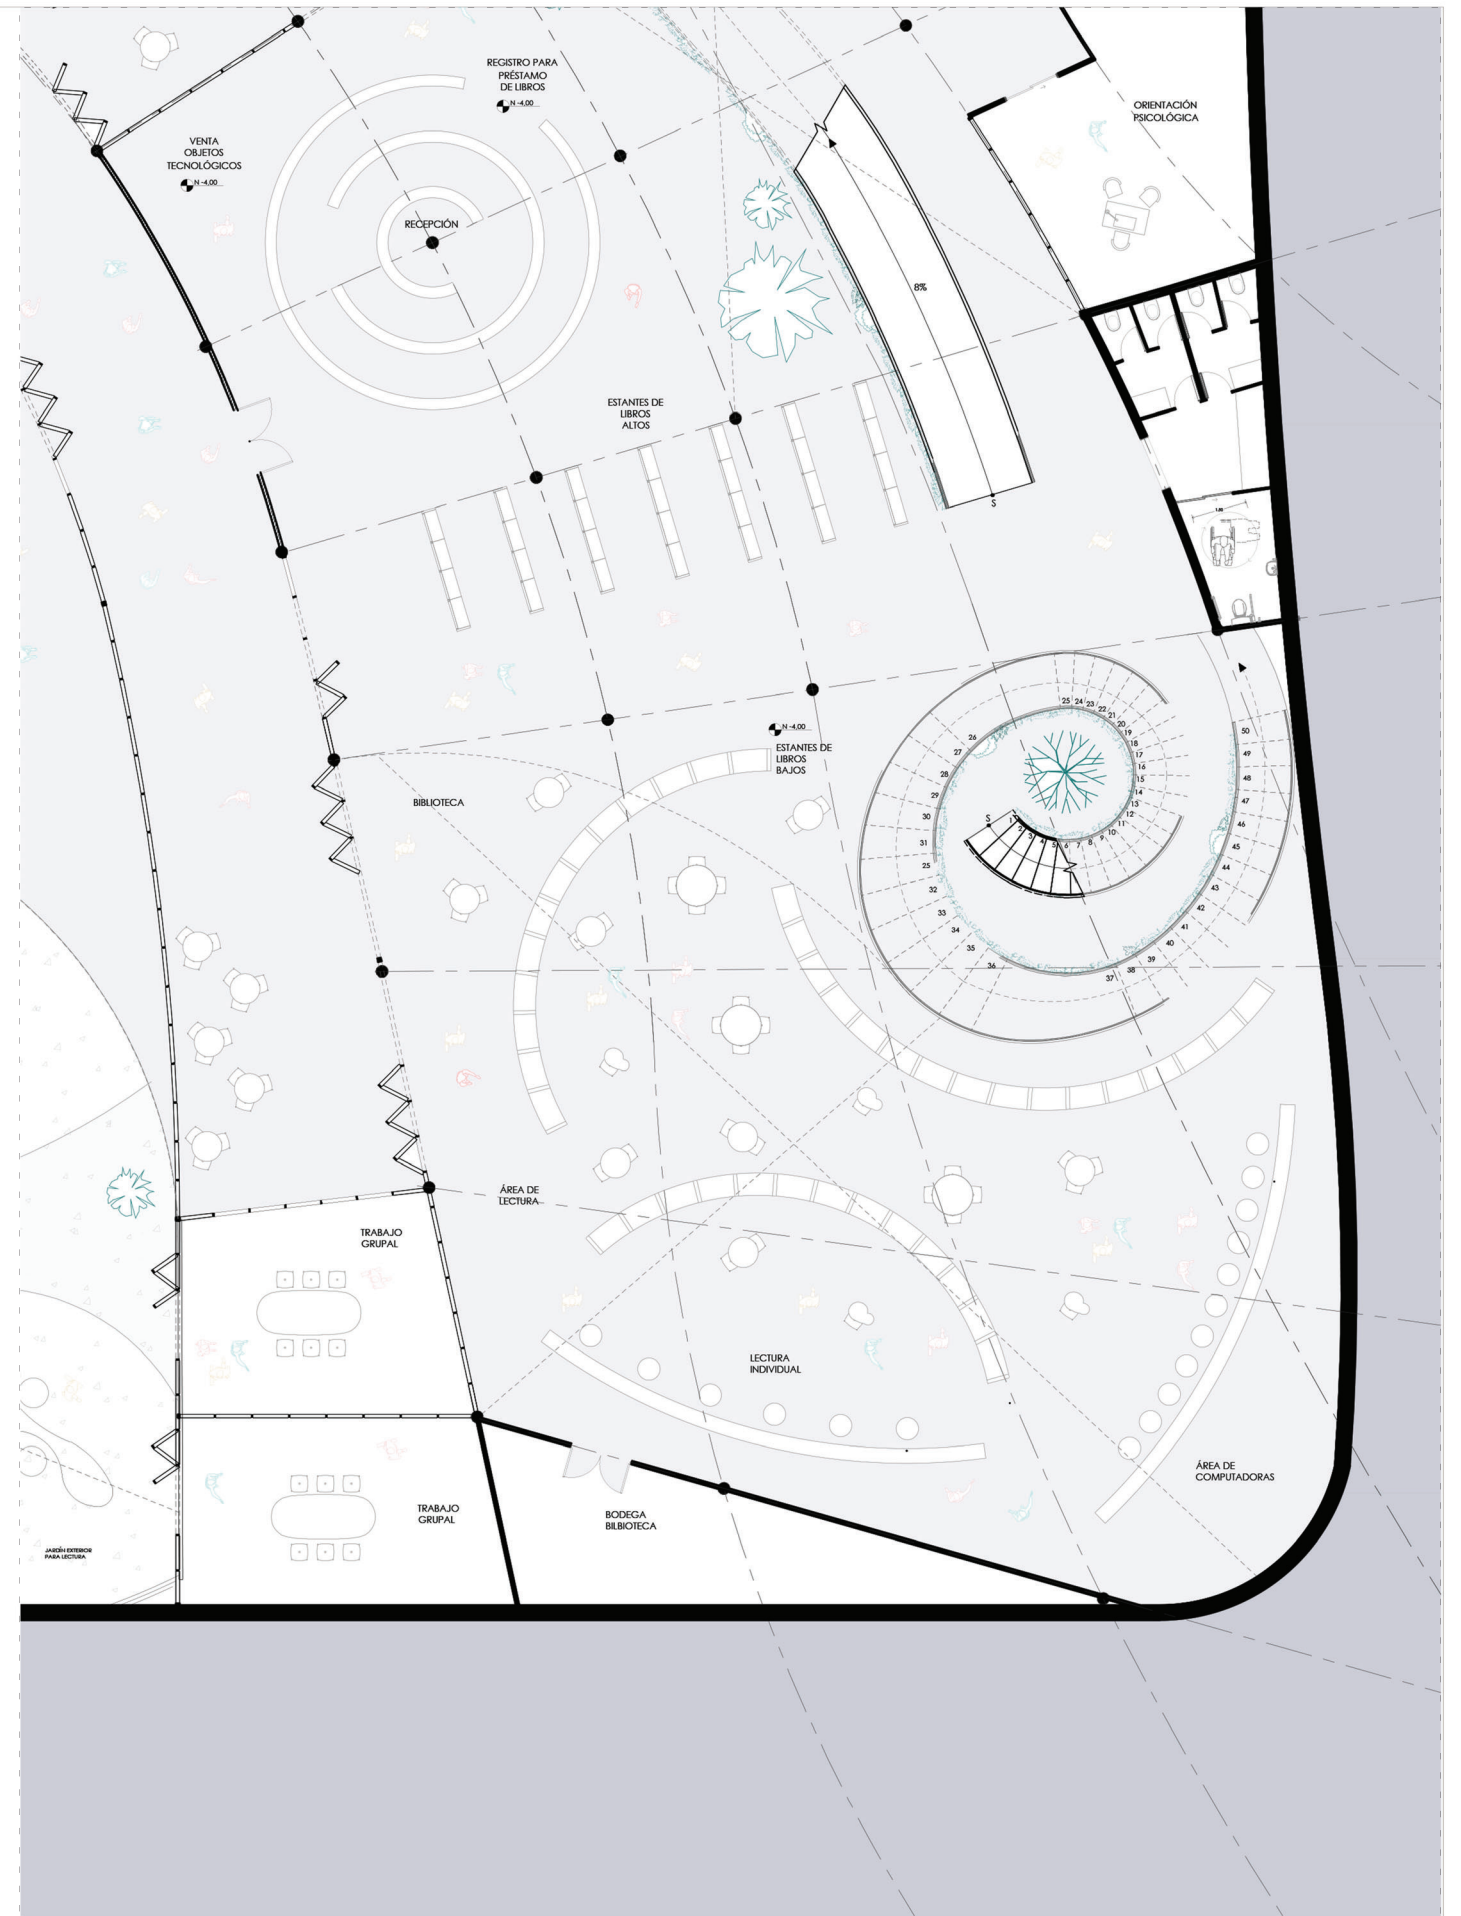 REGISTRO PARA
PRÉSTAMO
DE LIBROS
N -4.00
ORIENTACIÓN
PSICOLÓGICA
VENTA
OBJETOS
TECNOLÓGICOS
N -4.00
RECEPCIÓN
8%
ESTANTES DE
LIBROS
ALTOS
S
N -4.00
ESTANTES DE
LIBROS
BAJOS
BIBLIOTECA
S
1
2
3
4
5
6
7
8
9
10
11
12
13
14
15
16
17
18
19
20
21
22
23
24
25
26
27
28
29
30
31
25
32
33
34
35
36
37
38
39
40
41
42
43
44
45
46
47
48
49
50
ÁREA DE
LECTURA
TRABAJO
GRUPAL
LECTURA
INDIVIDUAL
ÁREA DE
COMPUTADORAS
TRABAJO
GRUPAL
BODEGA
BILBIOTECA
JARDÍN EXTERIOR
PARA LECTURA